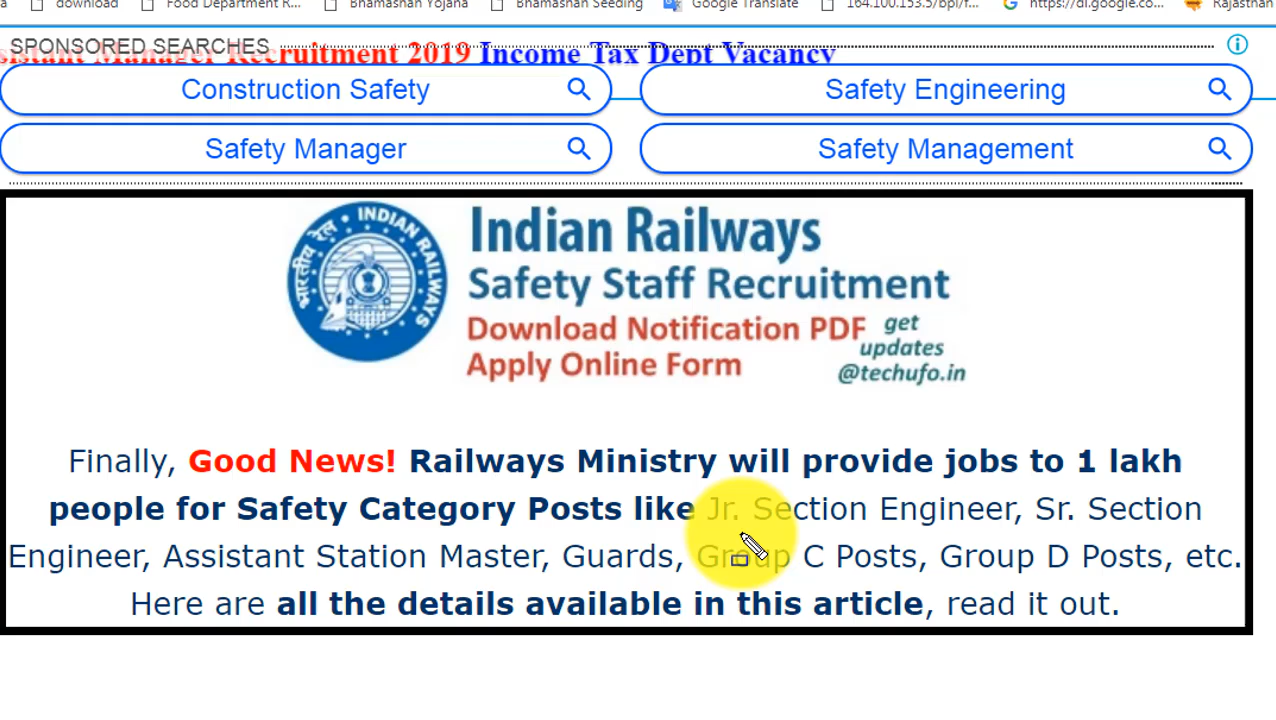 download
Food Department R...
Bhamashah Yojana
Bhamashah Seeding
Google Translate
164.100.153.5/bpl/f...
https://dl.google.co...
Rajasthan
SPONSORED SEARCHES
sistant Manager Recruitment 2019 Income Tax Dept Vacancy
Construction Safety
Safety Engineering
Safety Manager
Safety Management
भारतीय रेल • INDIAN RAILWAYS
Indian Railways
Safety Staff Recruitment
Download Notification PDF
Apply Online Form
get
updates
@techufo.in
Finally, Good News! Railways Ministry will provide jobs to 1 lakh
people for Safety Category Posts like Jr. Section Engineer, Sr. Section
Engineer, Assistant Station Master, Guards, Group C Posts, Group D Posts, etc.
Here are all the details available in this article, read it out.